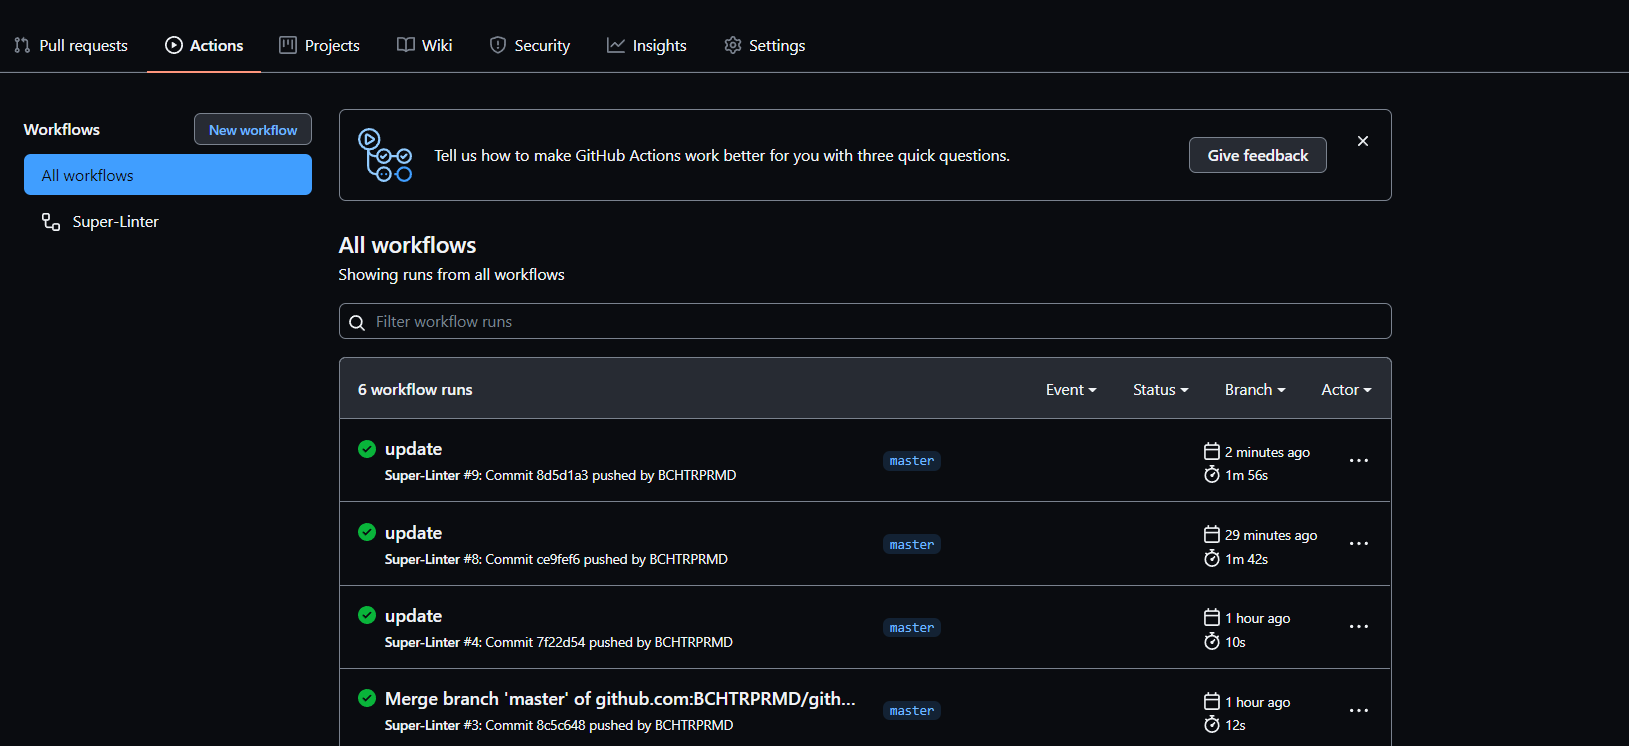 Pull requests Actions Projects Wiki Security Insights Settings
Workflows New workflow
All workflows
Super-Linter
Tell us how to make GitHub Actions work better for you with three quick questions. Give feedback
All workflows
Showing runs from all workflows
Filter workflow runs
6 workflow runs Event Status Branch Actor
update
Super-Linter #9: Commit 8d5d1a3 pushed by BCHTRPRMD
master
2 minutes ago
1m 56s
update
Super-Linter #8: Commit ce9fef6 pushed by BCHTRPRMD
master
29 minutes ago
1m 42s
update
Super-Linter #4: Commit 7f22d54 pushed by BCHTRPRMD
master
1 hour ago
10s
Merge branch 'master' of github.com:BCHTRPRMD/gith...
Super-Linter #3: Commit 8c5c648 pushed by BCHTRPRMD
master
1 hour ago
12s